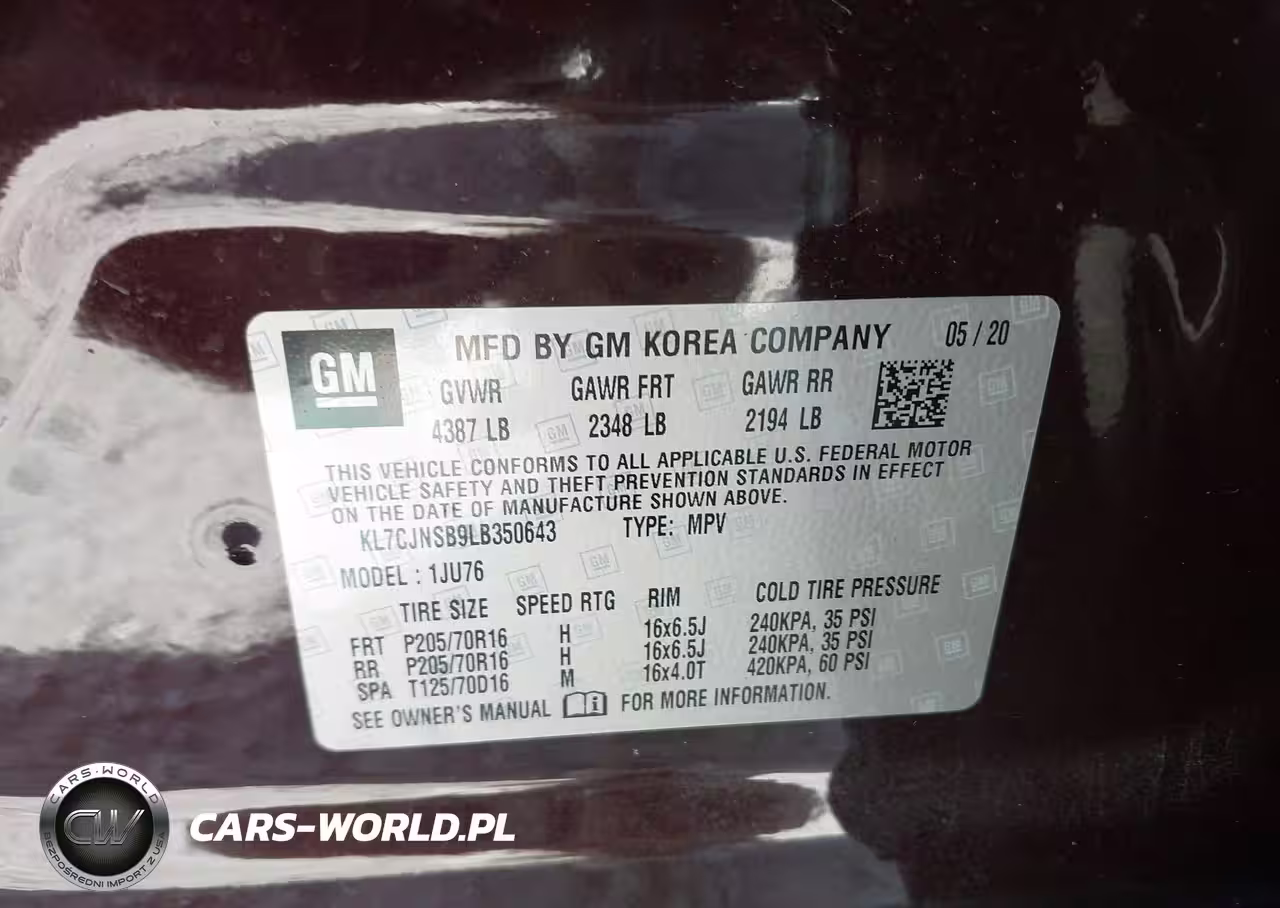 GM
MFD BY GM KOREA COMPANY 05 / 20
GVWR GAWR FRT GAWR RR
4387 LB 2348 LB 2194 LB
THIS VEHICLE CONFORMS TO ALL APPLICABLE U.S. FEDERAL MOTOR
VEHICLE SAFETY AND THEFT PREVENTION STANDARDS IN EFFECT
ON THE DATE OF MANUFACTURE SHOWN ABOVE.
KL7CJNSB9LB350643 TYPE: MPV
MODEL : 1JU76
TIRE SIZE SPEED RTG RIM COLD TIRE PRESSURE
FRT P205/70R16 H 16x6.5J 240KPA, 35 PSI
RR P205/70R16 H 16x6.5J 240KPA, 35 PSI
SPA T125/70D16 M 16x4.0T 420KPA, 60 PSI
SEE OWNER'S MANUAL i FOR MORE INFORMATION.
CARS-WORLD
CW
BEZPOŚREDNI IMPORT Z USA
CARS-WORLD.PL